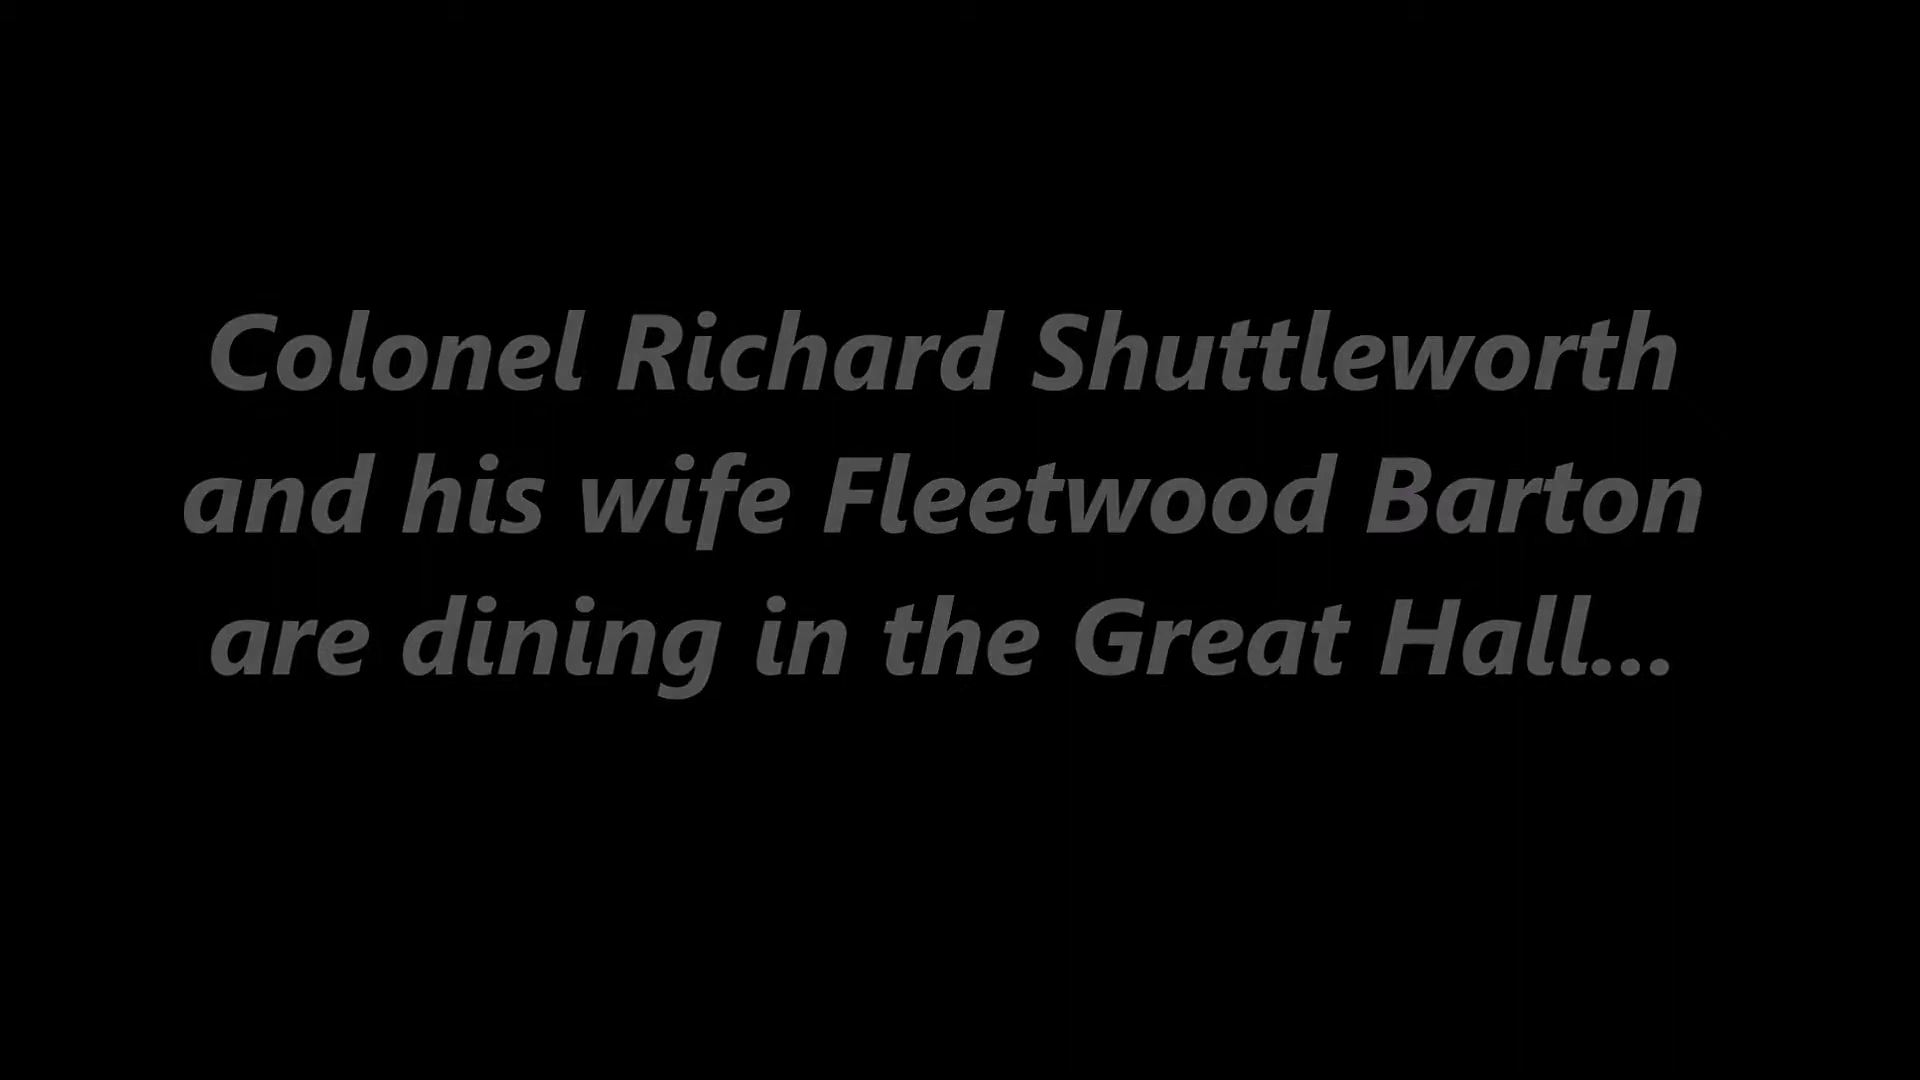 Colonel Richard Shuttleworth
and his wife Fleetwood Barton
are dining in the Great Hall...